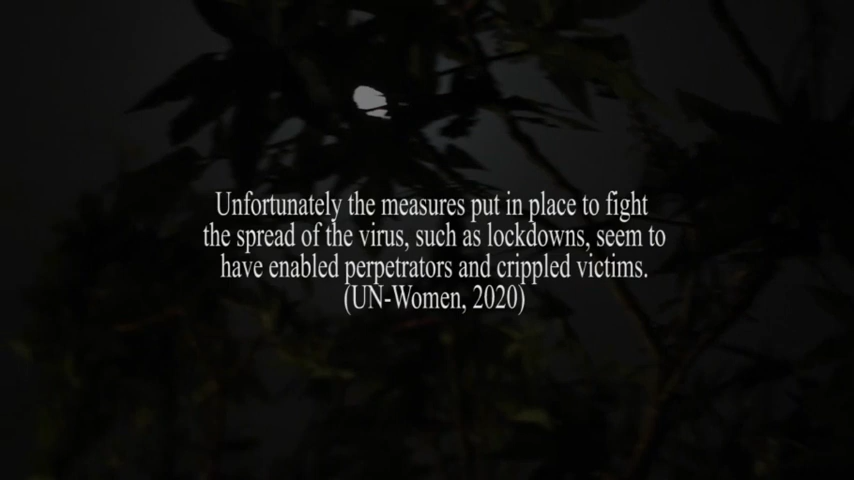 Unfortunately the measures put in place to fight
the spread of the virus, such as lockdowns, seem to
have enabled perpetrators and crippled victims.
(UN-Women, 2020)